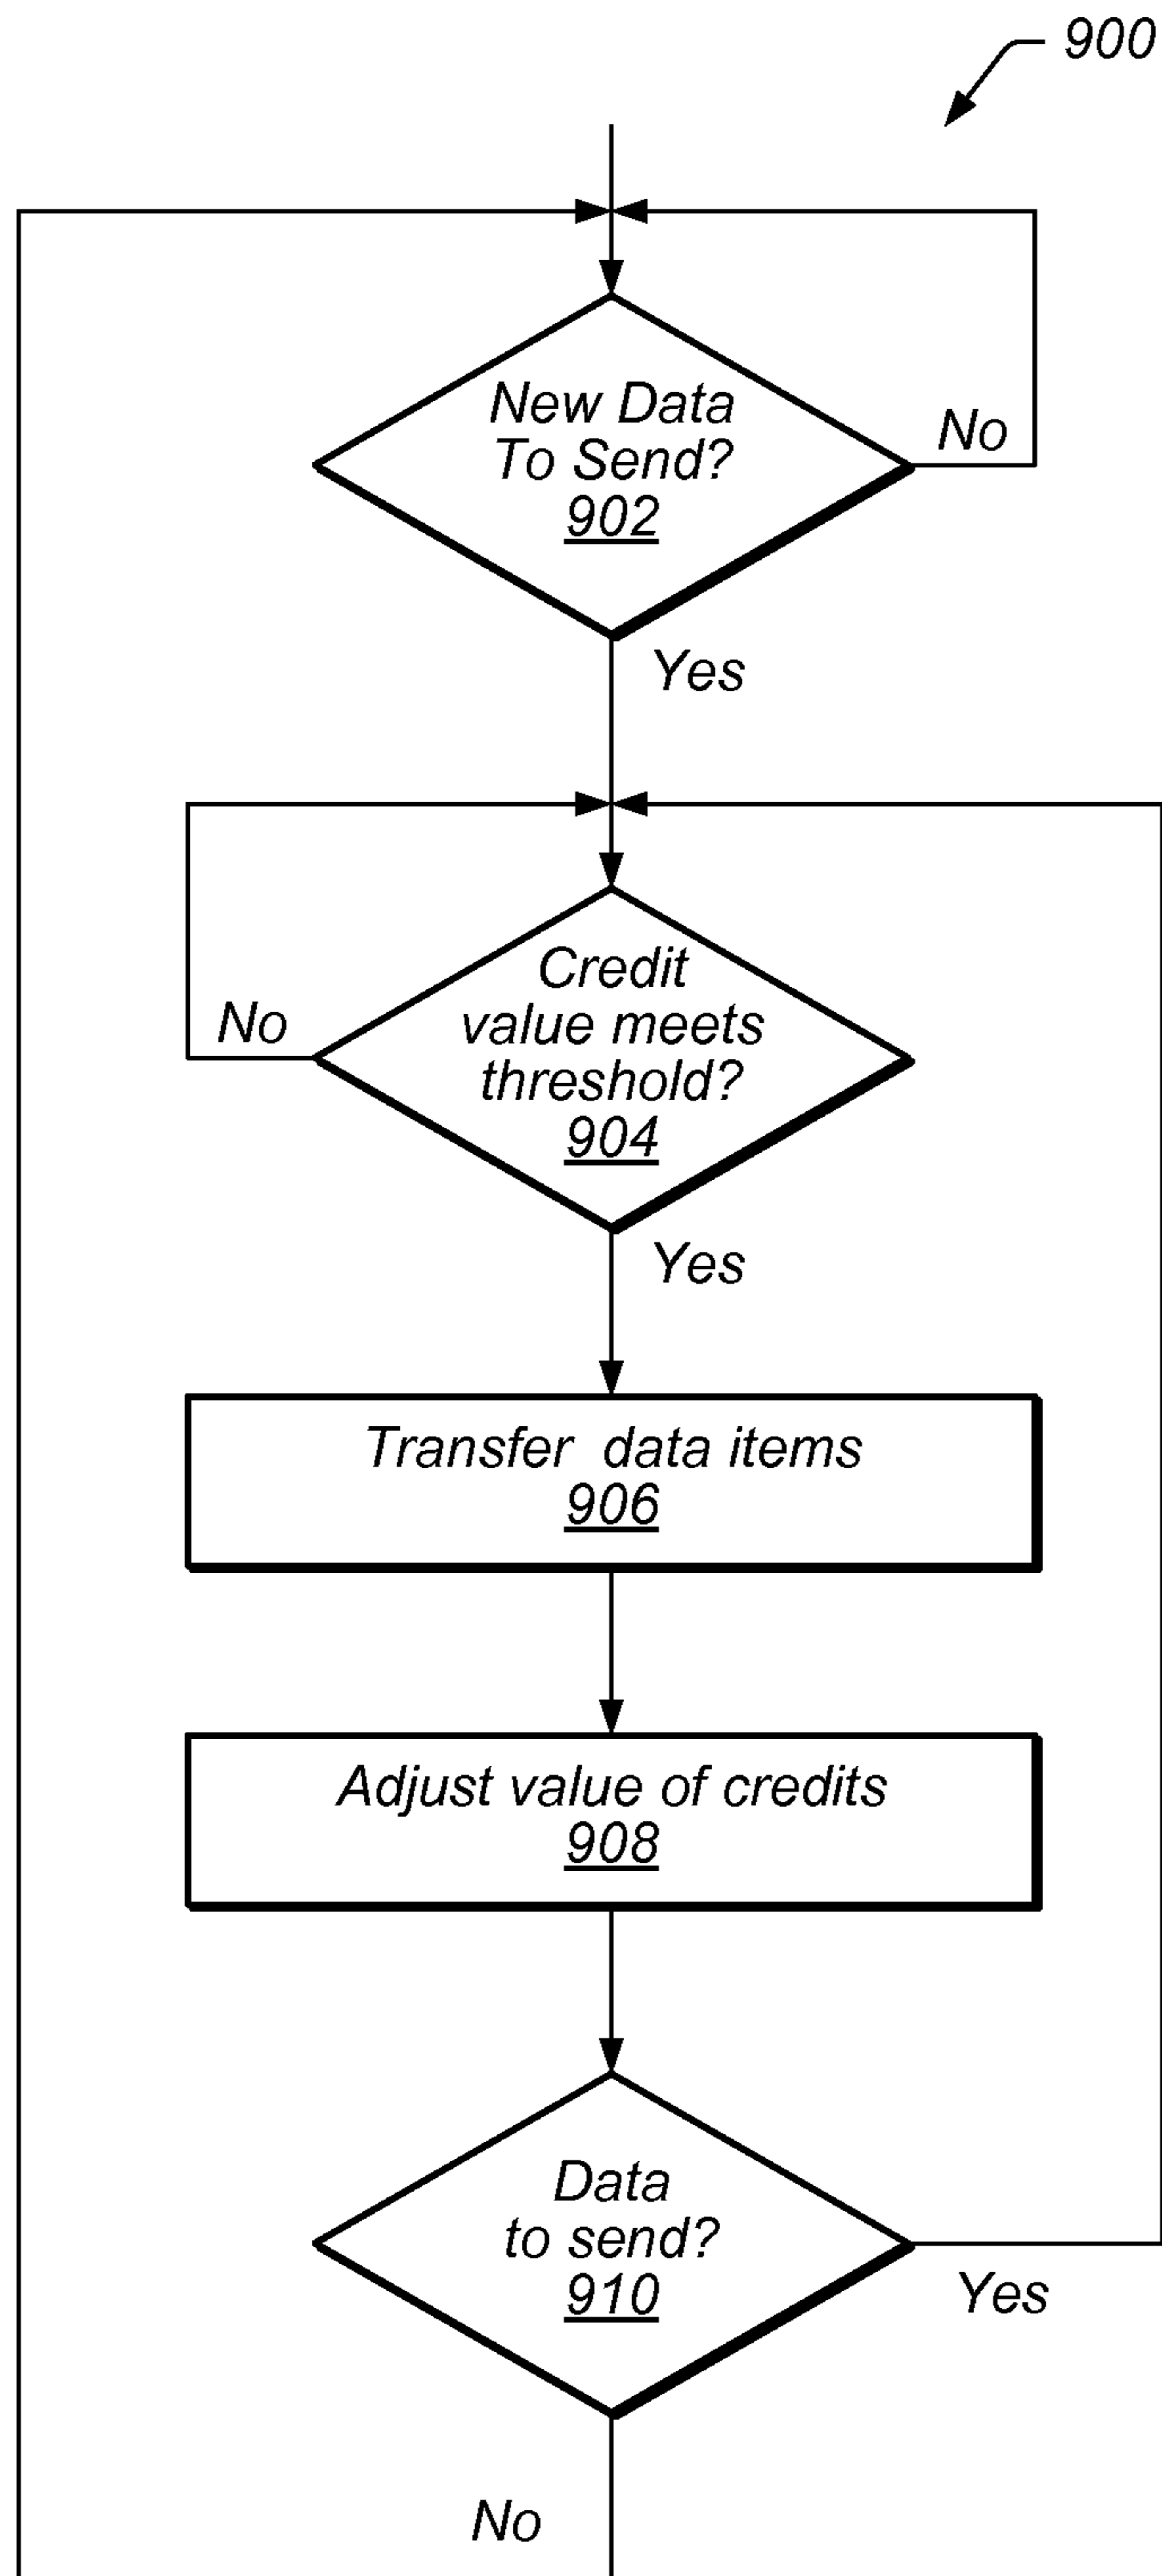 900
New Data
To Send?
902
No
Yes
Credit
value meets
threshold?
904
No
Yes
Transfer data items
906
Adjust value of credits
908
Data
to send?
910
Yes
No